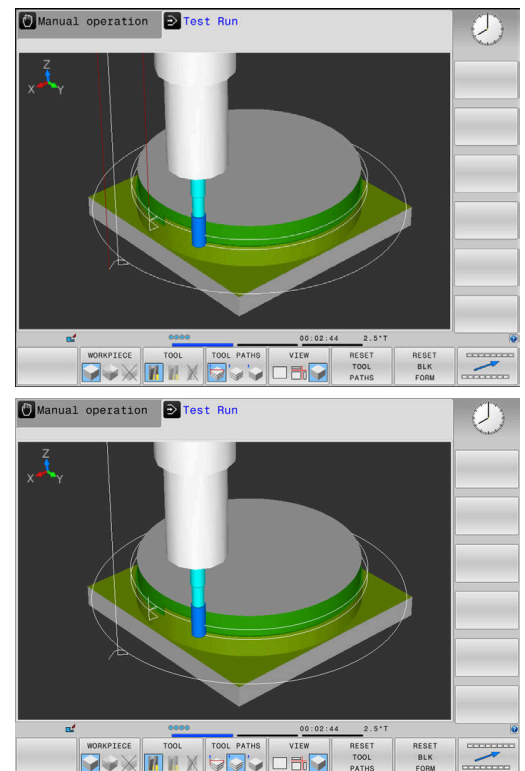 Manual operation
Test Run
Z
X
Y
00:02:44 2.5*T
WORKPIECE
TOOL
TOOL PATHS
VIEW
RESET
TOOL
PATHS
RESET
BLK
FORM
Manual operation
Test Run
Z
X
Y
00:02:44 2.5*T
WORKPIECE
TOOL
TOOL PATHS
VIEW
RESET
TOOL
PATHS
RESET
BLK
FORM